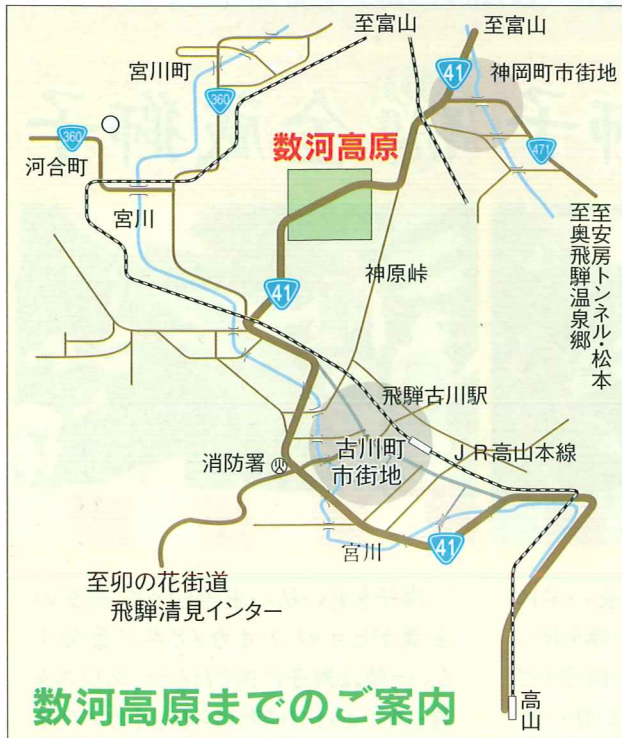 至富山
至富山
宮川町
41
神岡町市街地
360
360
数河高原
471
河合町
宮川
至安房トンネル・松本
至奥飛騨温泉郷
神原峠
41
飛騨古川駅
古川町
市街地
JR高山本線
消防署
火
宮川
41
至卯の花街道
飛騨清見インター
高山
数河高原までのご案内